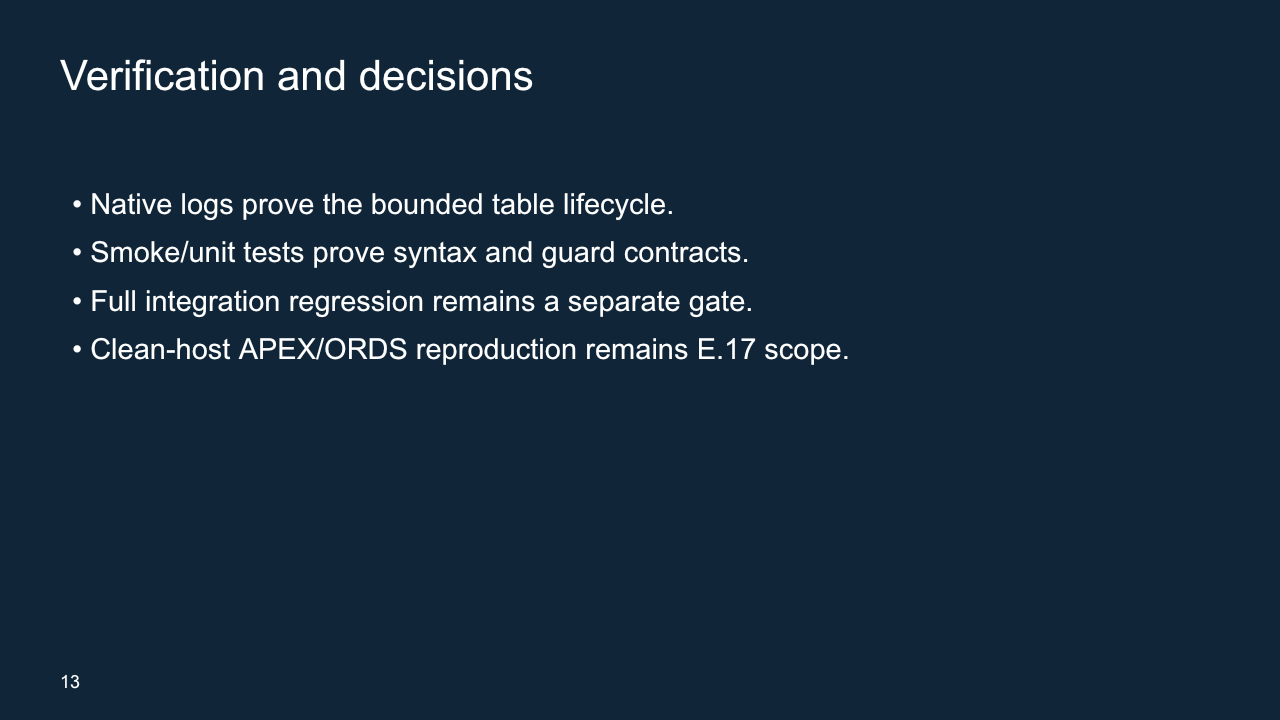 Verification and decisions
• Native logs prove the bounded table lifecycle.
• Smoke/unit tests prove syntax and guard contracts.
• Full integration regression remains a separate gate.
• Clean-host APEX/ORDS reproduction remains E.17 scope.
13